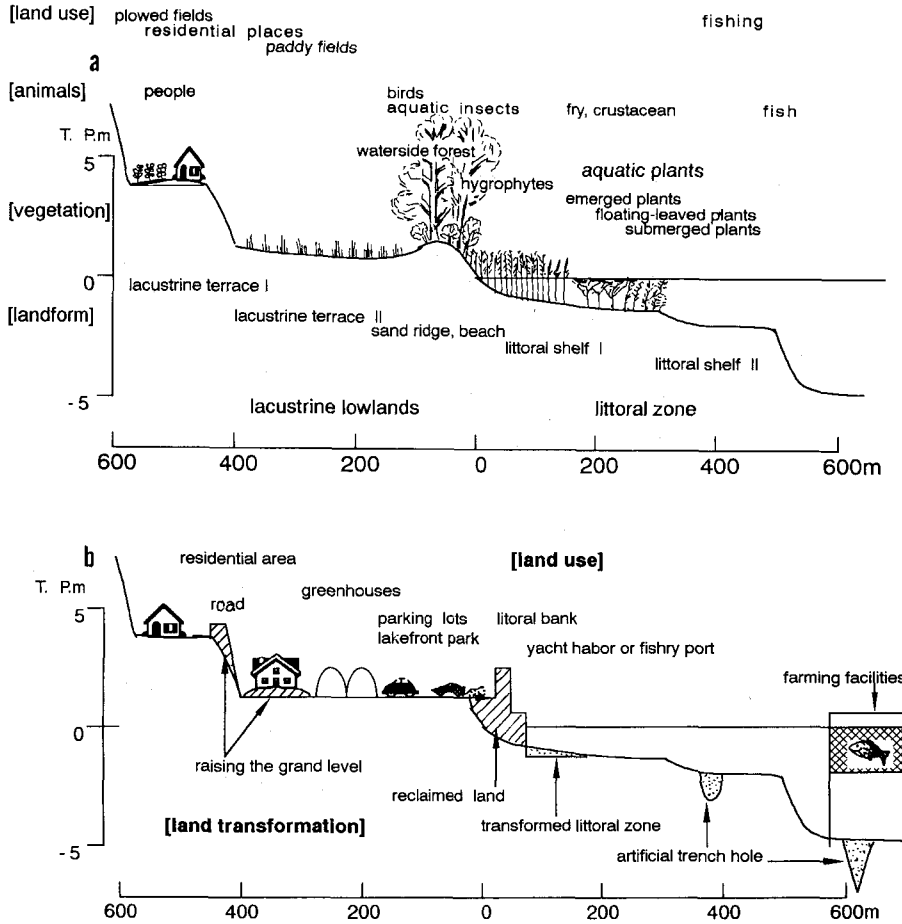 [land use] plowed fields
residential places
paddy fields
fishing
a
[animals] people
birds
aquatic insects
fry, crustacean
fish
T. P.m
waterside forest
5
aquatic plants
hygrophytes
[vegetation]
emerged plants
floating-leaved plants
submerged plants
0
lacustrine terrace I
[landform]
lacustrine terrace II
sand ridge, beach
littoral shelf I
littoral shelf II
-5
lacustrine lowlands
littoral zone
600 400 200 0 200 400 600m
b
residential area
[land use]
T. P.m
greenhouses
road
5
parking lots
lakefront park
litoral bank
yacht habor or fishry port
farming facilities
0
raising the grand level
reclaimed land
[land transformation]
transformed littoral zone
artificial trench hole
-5
600 400 200 0 200 400 600m